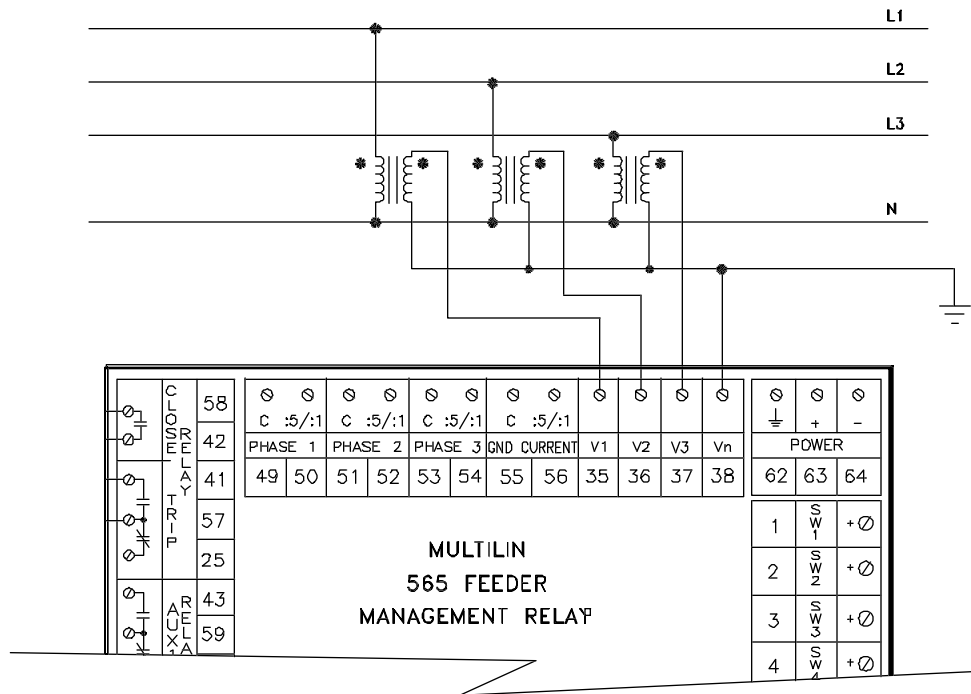 L1
L2
L3
N
CLOSE RELAY
58
42
TRIP RELAY
41
57
25
AUX1 RELA
43
59
C :5/:1 C :5/:1 C :5/:1 C :5/:1
PHASE 1 PHASE 2 PHASE 3 GND CURRENT V1 V2 V3 Vn
49 50 51 52 53 54 55 56 35 36 37 38
+ -
POWER
62 63 64
1 SW1 +
2 SW2 +
3 SW3 +
4 SW4 +
MULTILIN
565 FEEDER
MANAGEMENT RELAY